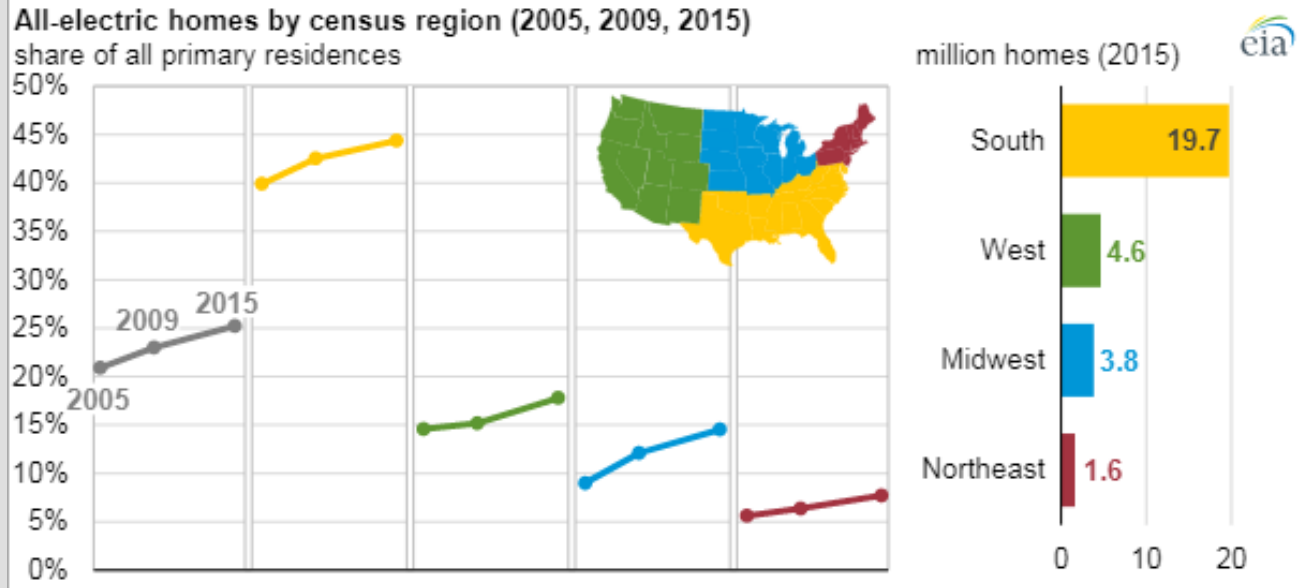 All-electric homes by census region (2005, 2009, 2015)
share of all primary residences
50%
45%
40%
35%
30%
25%
20%
15%
10%
5%
0%
2005
2009
2015
eia
million homes (2015)
South
19.7
West
4.6
Midwest
3.8
Northeast
1.6
0
10
20